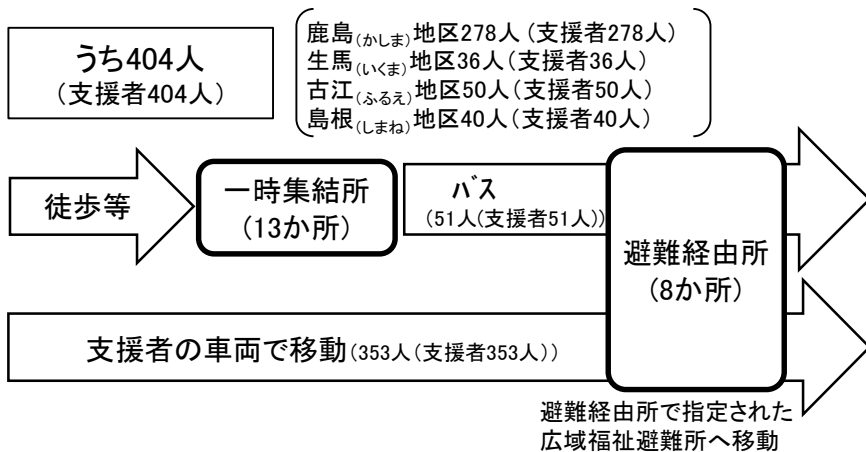 うち404人
(支援者404人)
鹿島(かしま)地区278人(支援者278人)
生馬(いくま)地区36人(支援者36人)
古江(ふるえ)地区50人(支援者50人)
島根(しまね)地区40人(支援者40人)
徒歩等
一時集結所
(13か所)
バス
(51人(支援者51人))
避難経由所
(8か所)
支援者の車両で移動(353人(支援者353人))
避難経由所で指定された
広域福祉避難所へ移動